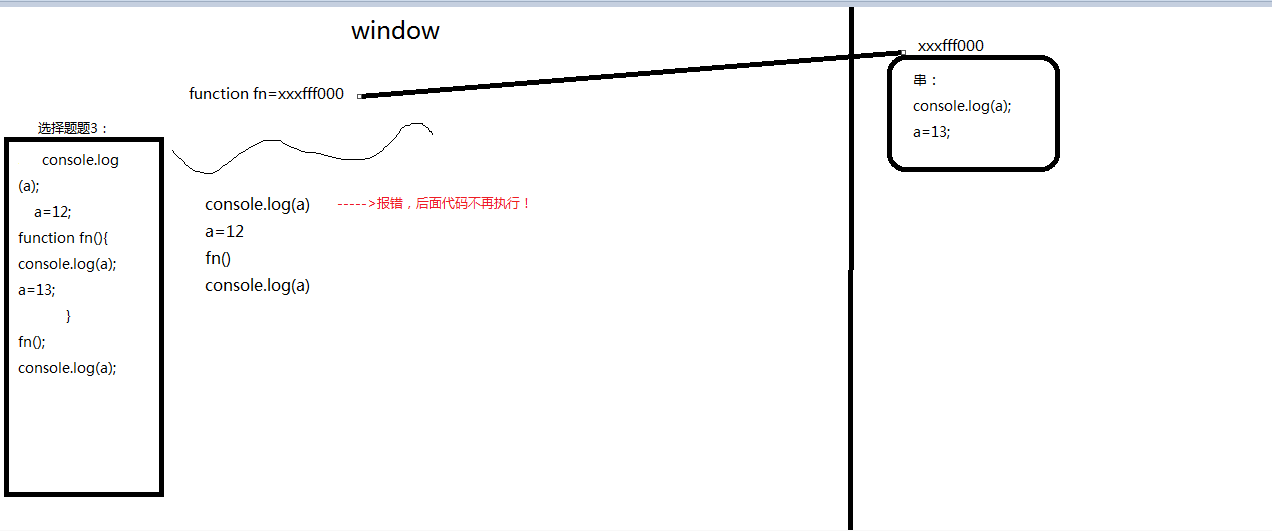 window
function fn=xxxfff000
xxxfff000
串：
console.log(a);
a=13;
选择题题3：
console.log
(a);
a=12;
function fn(){
console.log(a);
a=13;
}
fn();
console.log(a);
console.log(a) ----->报错，后面代码不再执行！
a=12
fn()
console.log(a)